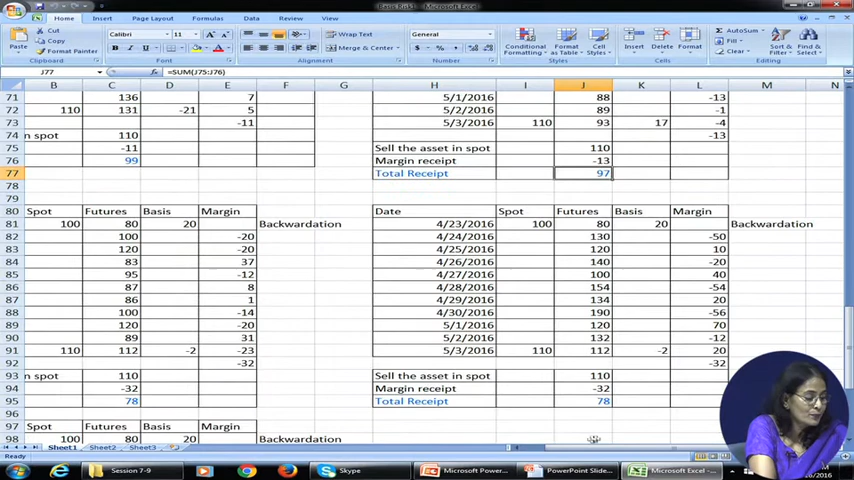 Basis Risk1 - Microsoft Excel
Home Insert Page Layout Formulas Data Review View
Cut
Copy
Format Painter
Paste
Clipboard
Calibri 11
Font
Wrap Text
Merge & Center
Alignment
General
Number
Conditional Formatting
Format as Table
Cell Styles
Styles
Insert Delete Format
Cells
AutoSum
Fill
Clear
Sort & Filter
Find & Select
Editing
J77 =SUM(J75:J76)
B C D E F G H I J K L M N
71 136 7 5/1/2016 88 -13
72 110 131 -21 5 5/2/2016 89 -1
73 -11 5/3/2016 110 93 17 -4
74 n spot 110 -13
75 -11 Sell the asset in spot 110
76 99 Margin receipt -13
77 Total Receipt 97
78
79
80 Spot Futures Basis Margin Date Spot Futures Basis Margin
81 100 80 20 Backwardation 4/23/2016 100 80 20 Backwardation
82 100 -20 4/24/2016 130 -50
83 120 -20 4/25/2016 120 10
84 83 37 4/26/2016 140 -20
85 95 -12 4/27/2016 100 40
86 87 8 4/28/2016 154 -54
87 86 1 4/29/2016 134 20
88 100 -14 4/30/2016 190 -56
89 120 -20 5/1/2016 120 70
90 89 31 5/2/2016 132 -12
91 110 112 -2 -23 5/3/2016 110 112 -2 20
92 -32 -32
93 n spot 110 Sell the asset in spot 110
94 -32 Margin receipt -32
95 78 Total Receipt 78
96
97 Spot Futures Basis Margin
98 100 80 20 Backwardation
Sheet1 Sheet2 Sheet3
Ready
Session 7-9 Skype Microsoft Power... PowerPoint Slide... Microsoft Excel -...